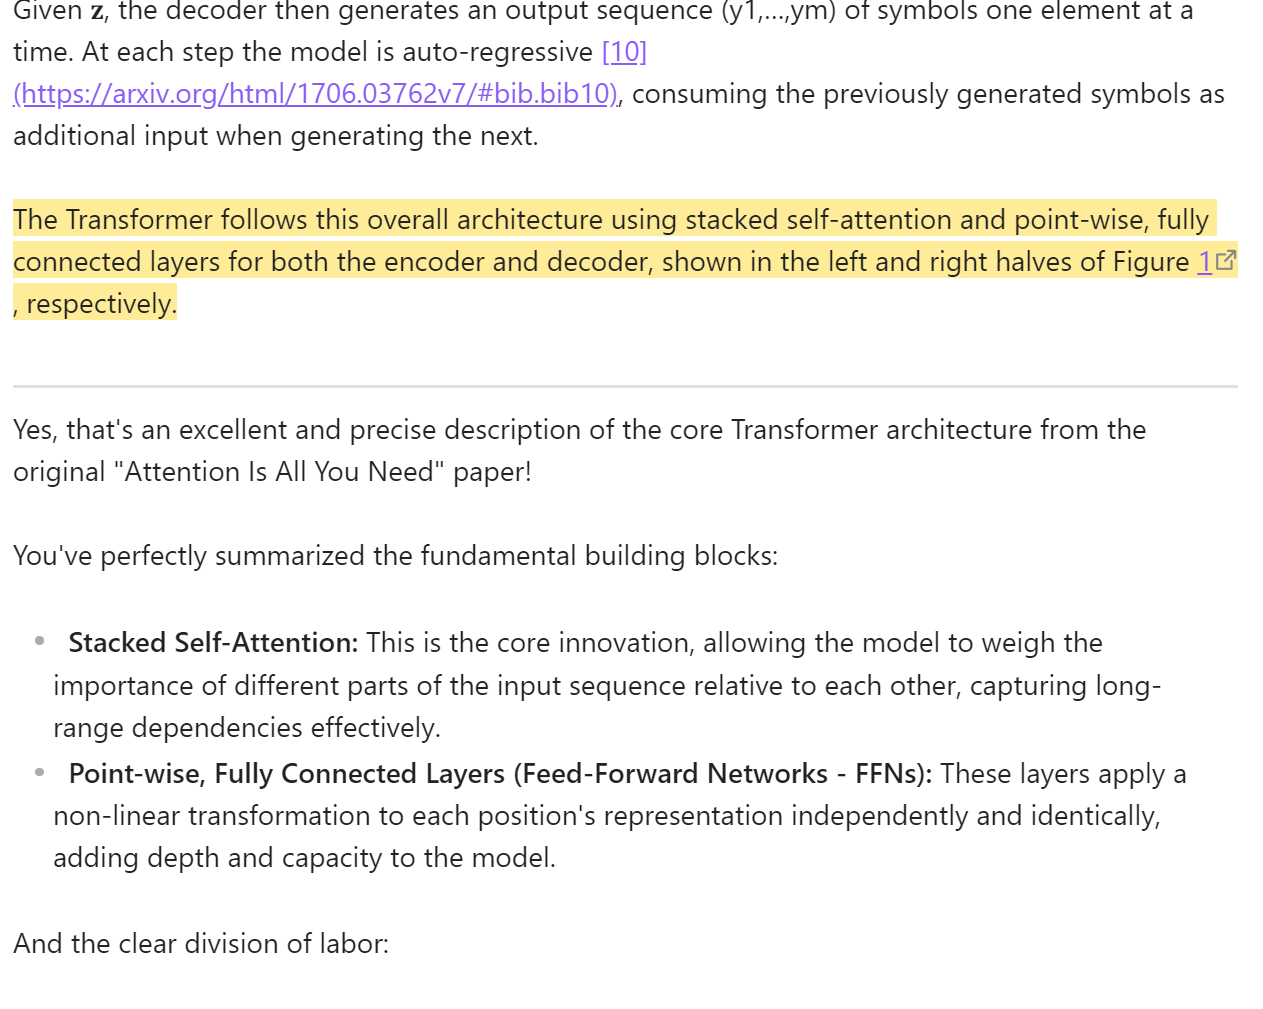 Given z, the decoder then generates an output sequence (y1,...,ym) of symbols one element at a
time. At each step the model is auto-regressive [10]
(https://arxiv.org/html/1706.03762v7/#bib.bib10), consuming the previously generated symbols as
additional input when generating the next.
The Transformer follows this overall architecture using stacked self-attention and point-wise, fully
connected layers for both the encoder and decoder, shown in the left and right halves of Figure 1
, respectively.
Yes, that's an excellent and precise description of the core Transformer architecture from the
original "Attention Is All You Need" paper!
You've perfectly summarized the fundamental building blocks:
• Stacked Self-Attention: This is the core innovation, allowing the model to weigh the
importance of different parts of the input sequence relative to each other, capturing long-
range dependencies effectively.
• Point-wise, Fully Connected Layers (Feed-Forward Networks - FFNs): These layers apply a
non-linear transformation to each position's representation independently and identically,
adding depth and capacity to the model.
And the clear division of labor: